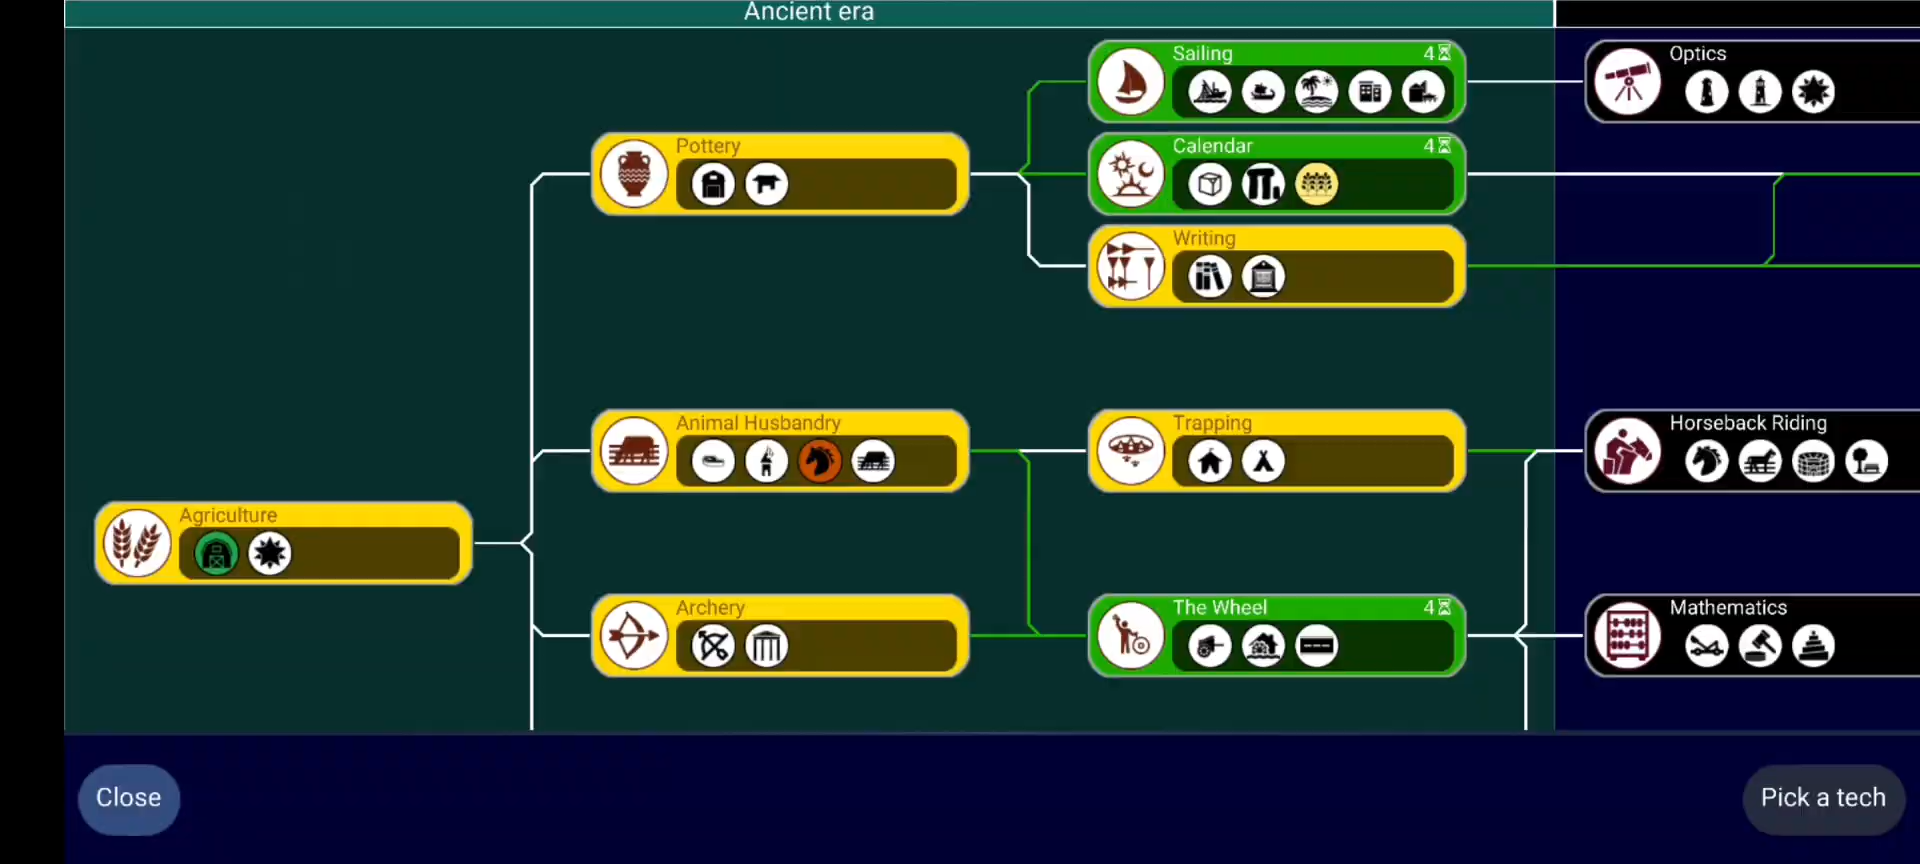 Ancient era
Sailing 4
Optics
Pottery
Calendar 4
Writing
Animal Husbandry
Trapping
Horseback Riding
Agriculture
Archery
The Wheel 4
Mathematics
Close
Pick a tech